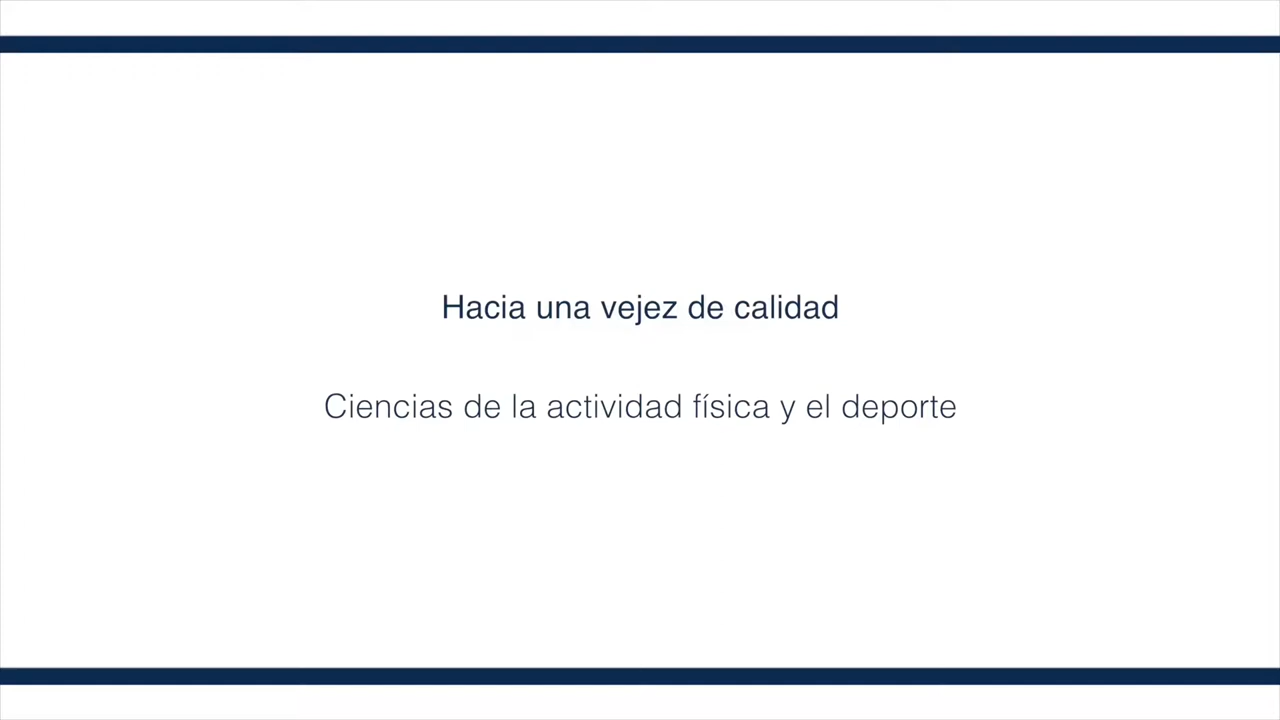 Hacia una vejez de calidad
Ciencias de la actividad física y el deporte